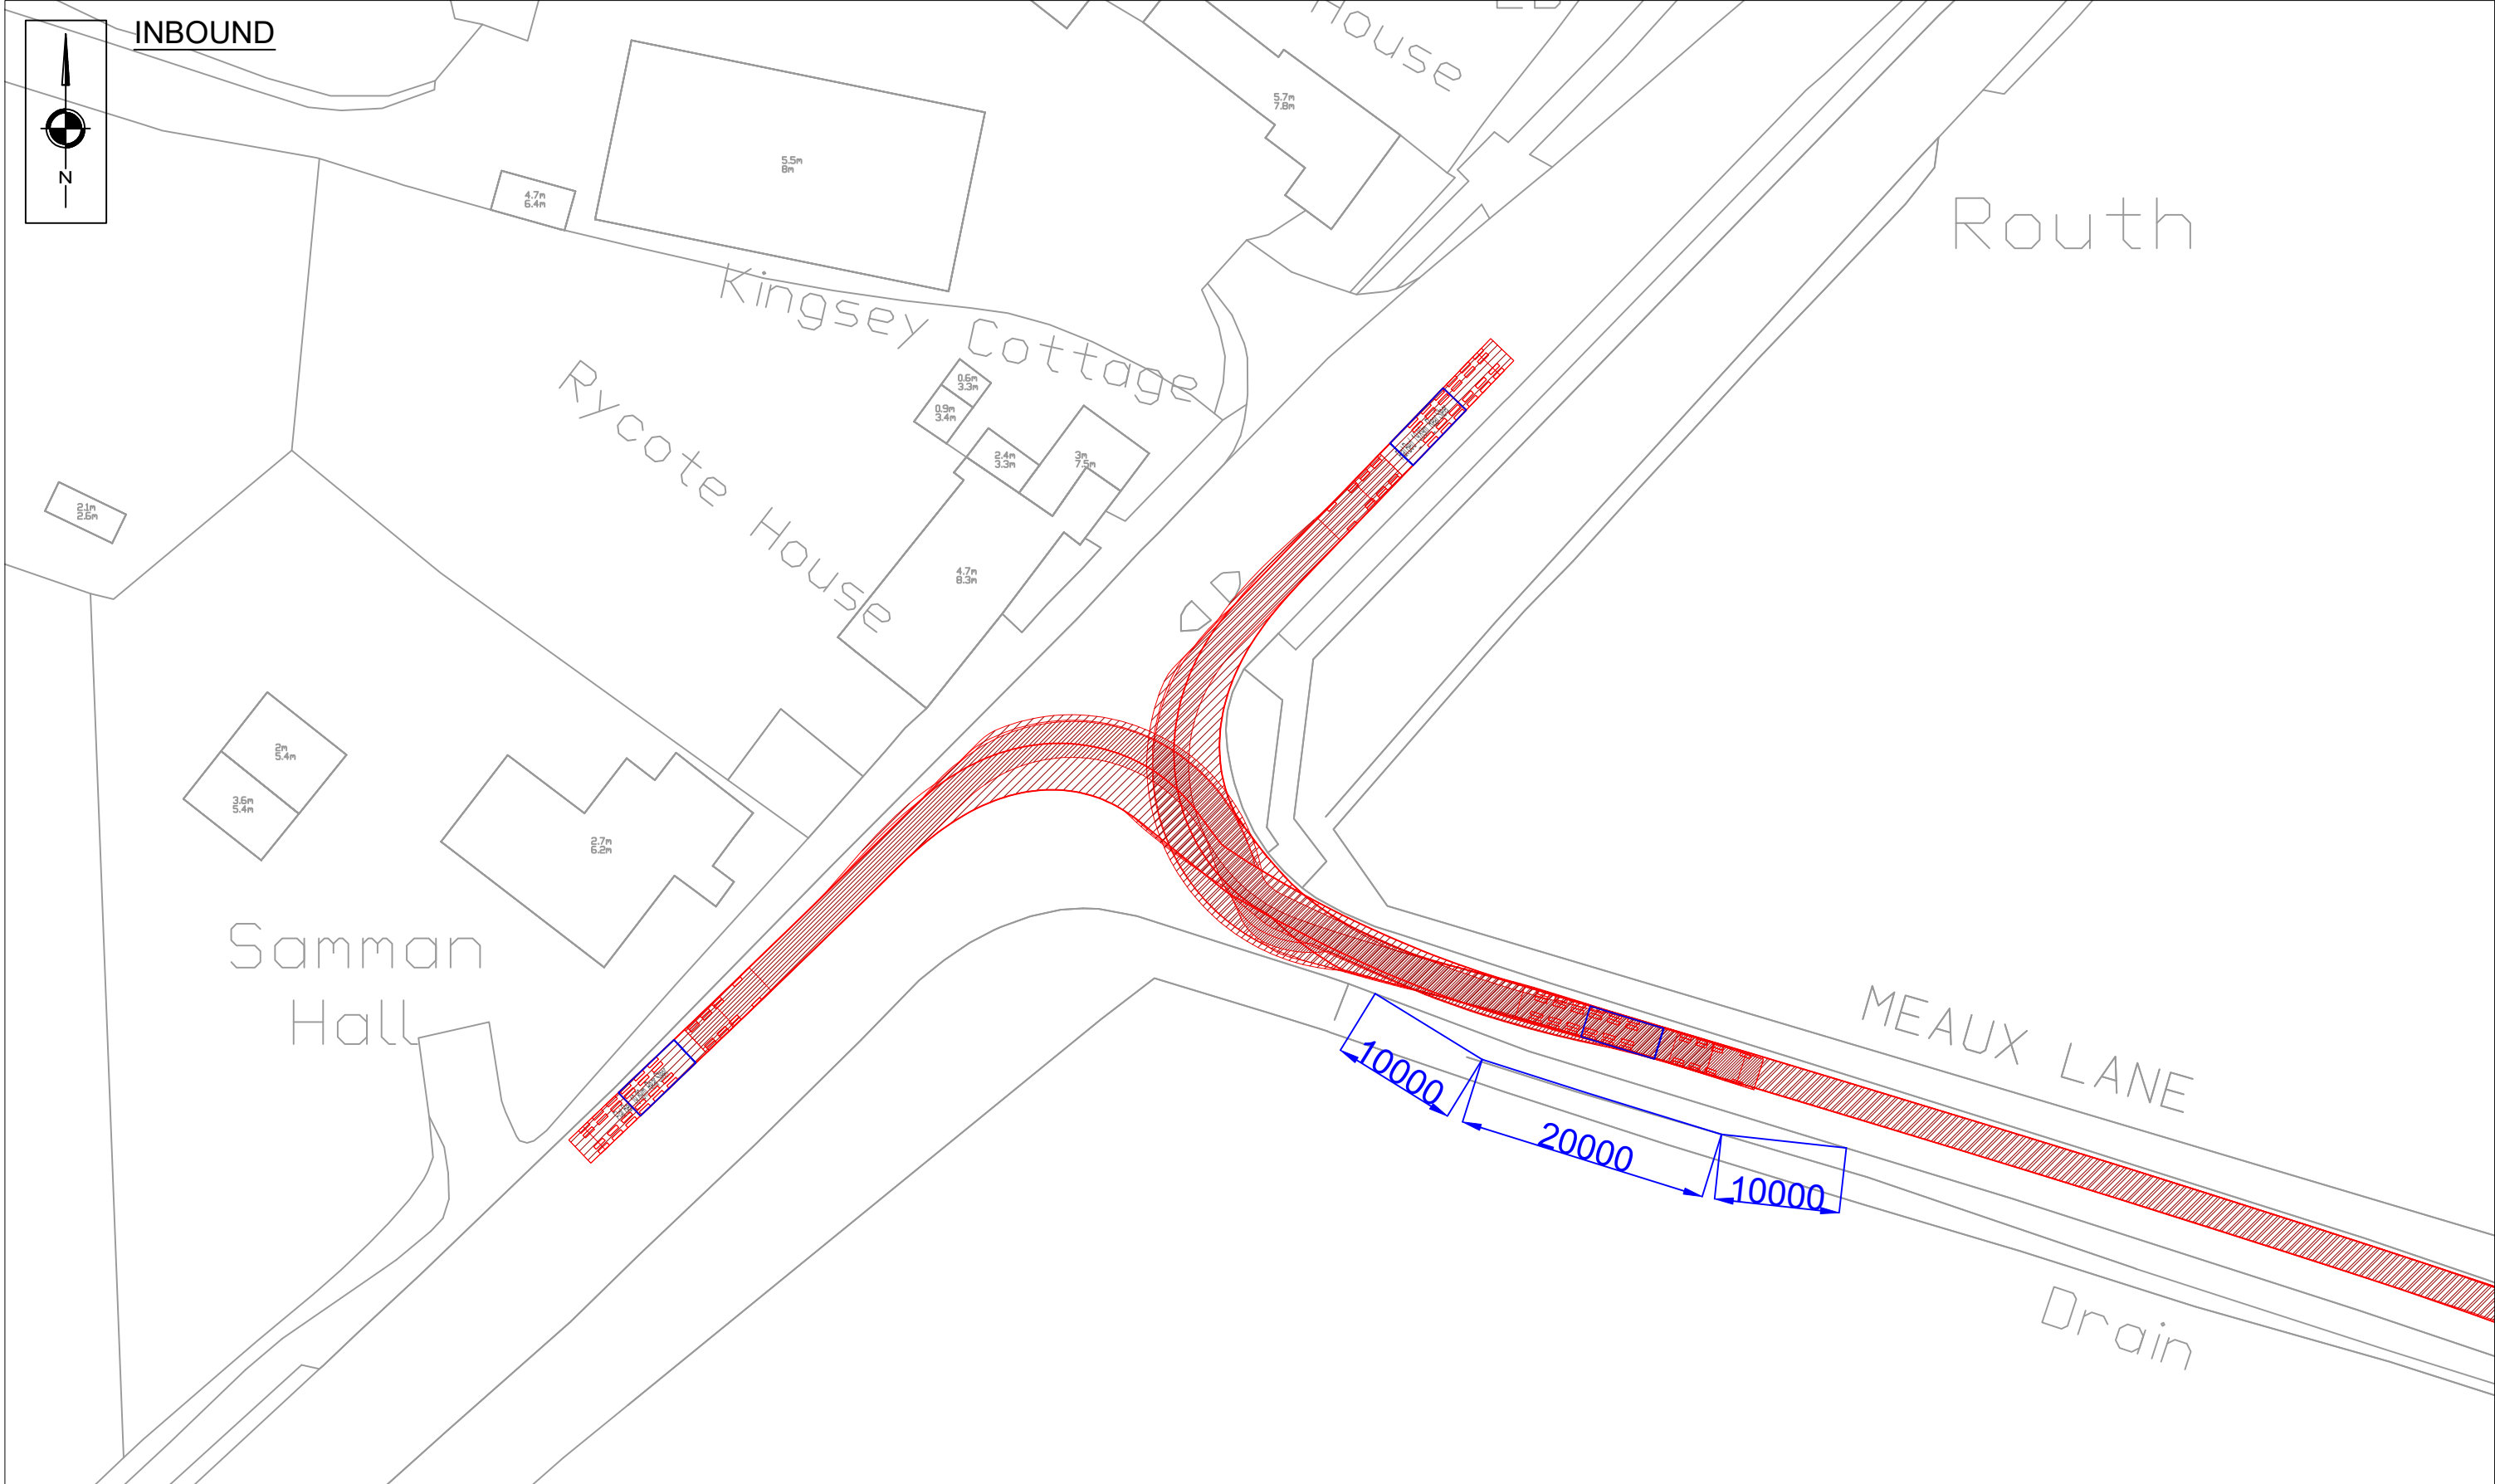 INBOUND
N
House
5.7m
7.8m
5.5m
8m
4.7m
6.4m
Routh
Kingsey Cottage
Rycote House
0.6m
3.3m
0.9m
3.4m
2.4m
3.3m
3m
7.5m
2.1m
2.6m
4.7m
8.3m
2m
5.4m
3.6m
5.4m
2.7m
6.2m
Samman
Hall
MEAUX LANE
10000
20000
10000
Drain